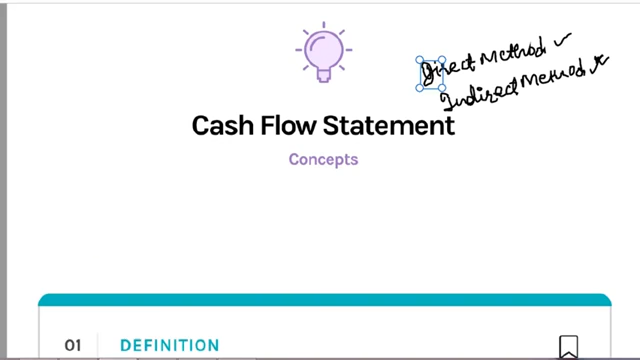 Direct Method
Indirect Method
Cash Flow Statement
Concepts
01 DEFINITION